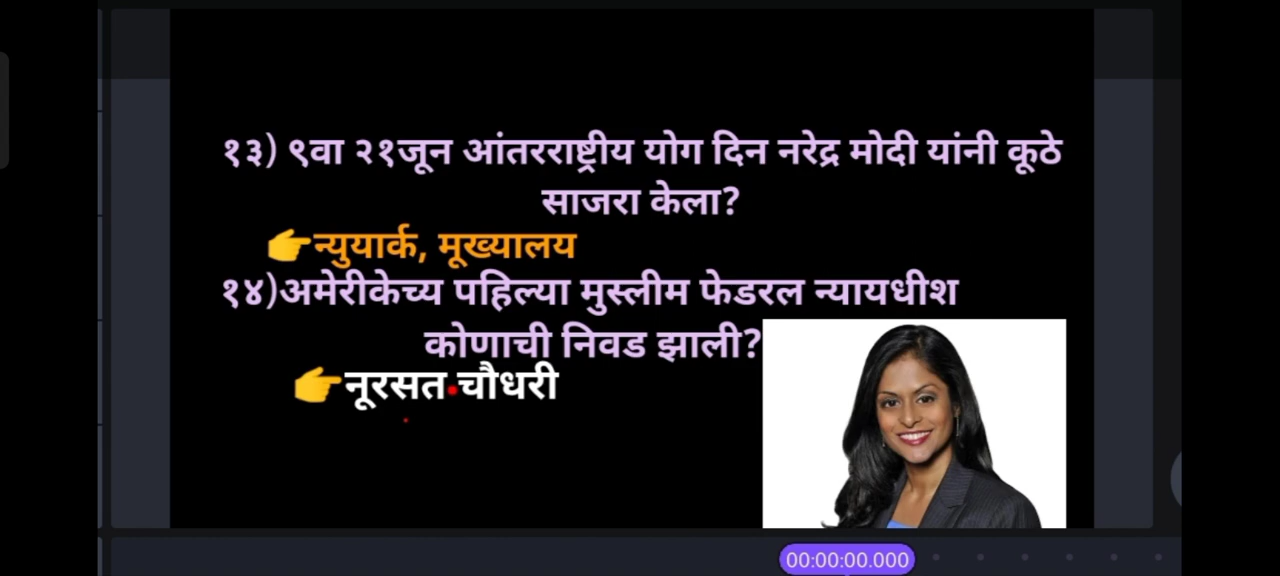 १३) ९वा २१जून आंतरराष्ट्रीय योग दिन नरेद्र मोदी यांनी कूठे
साजरा केला?
👉न्युयार्क, मूख्यालय
१४)अमेरीकेच्य पहिल्या मुस्लीम फेडरल न्यायधीश
कोणाची निवड झाली?
👉नूरसत चौधरी
00:00:00.000